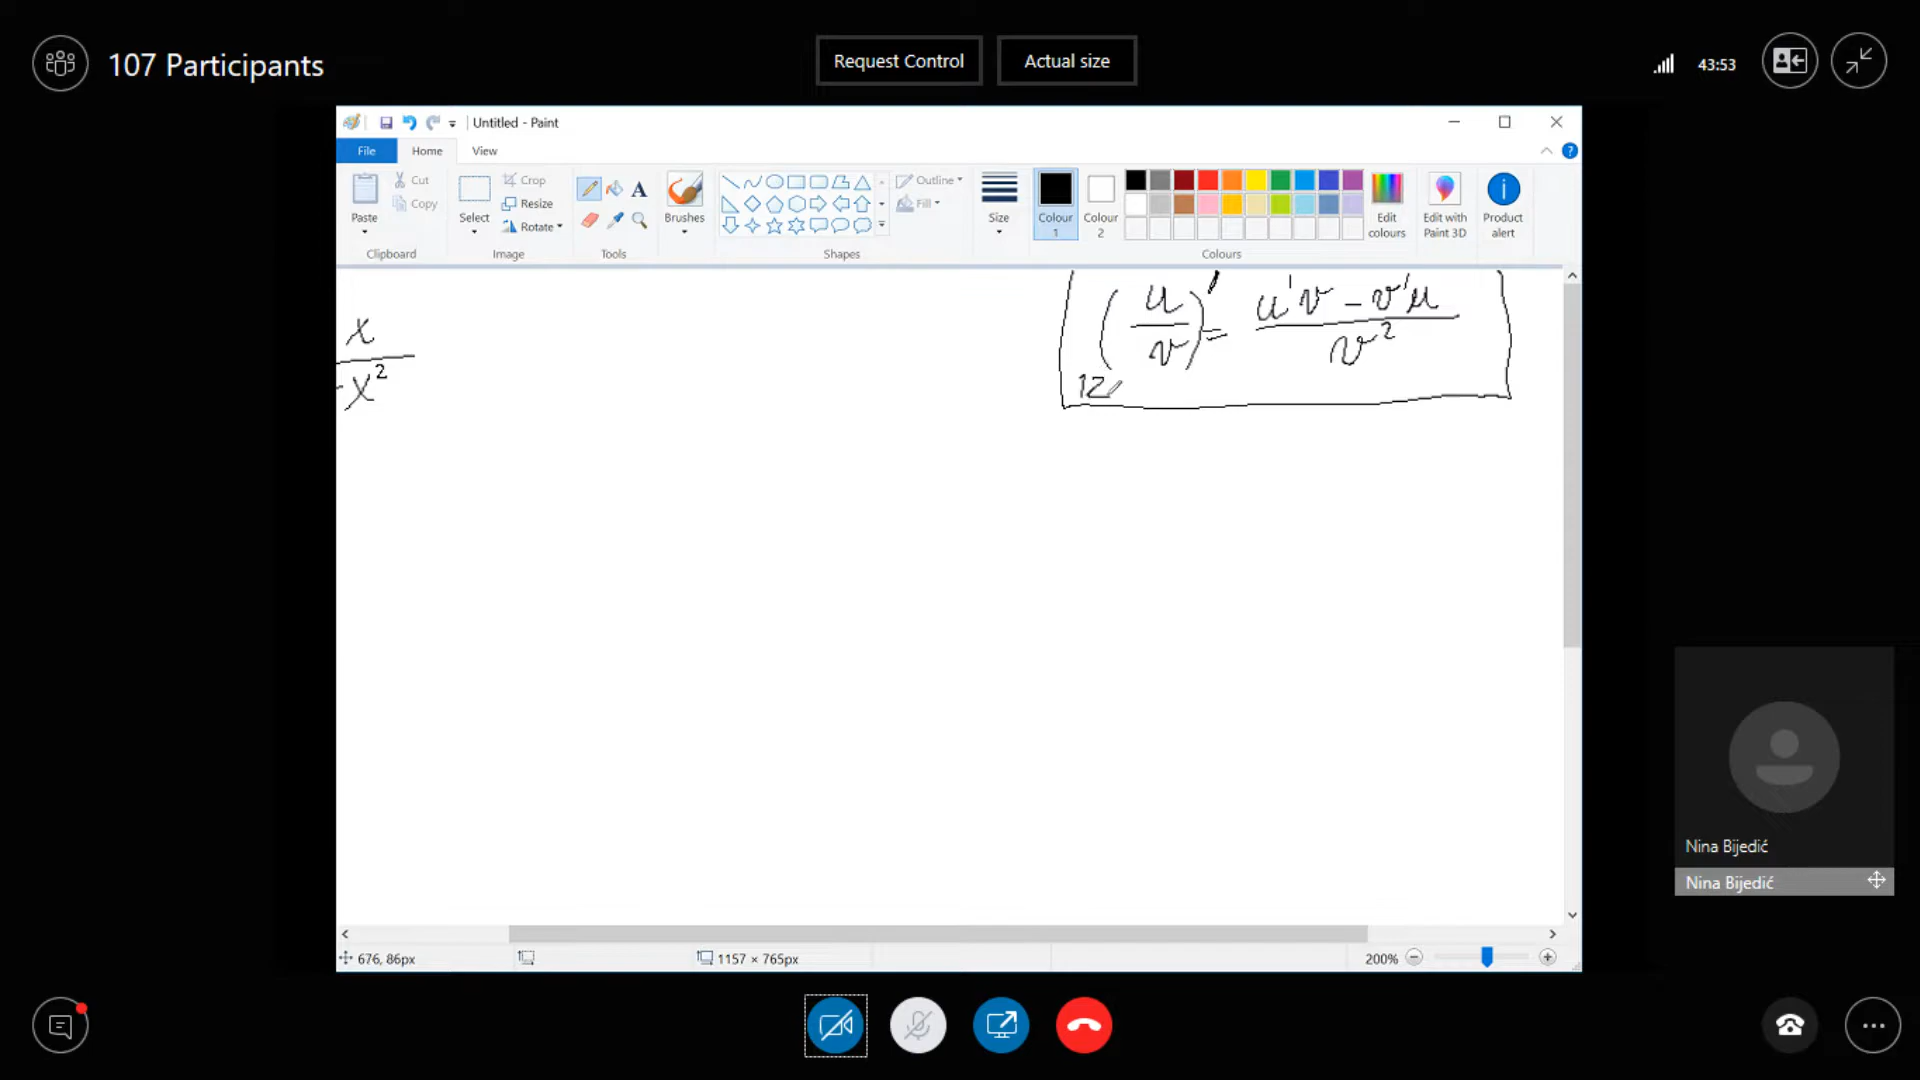 107 Participants
Request Control
Actual size
43:53
Untitled - Paint
File
Home
View
Paste
Cut
Copy
Clipboard
Select
Crop
Resize
Rotate
Image
Tools
A
Brushes
Shapes
Outline
Fill
Size
Colour 1
Colour 2
Edit colours
Edit with Paint 3D
Product alert
Colours
x
-x²
(u/v)' = (u'v - v'u)/v²
12
676, 86px
1157 × 765px
200%
Nina Bijedić
Nina Bijedić